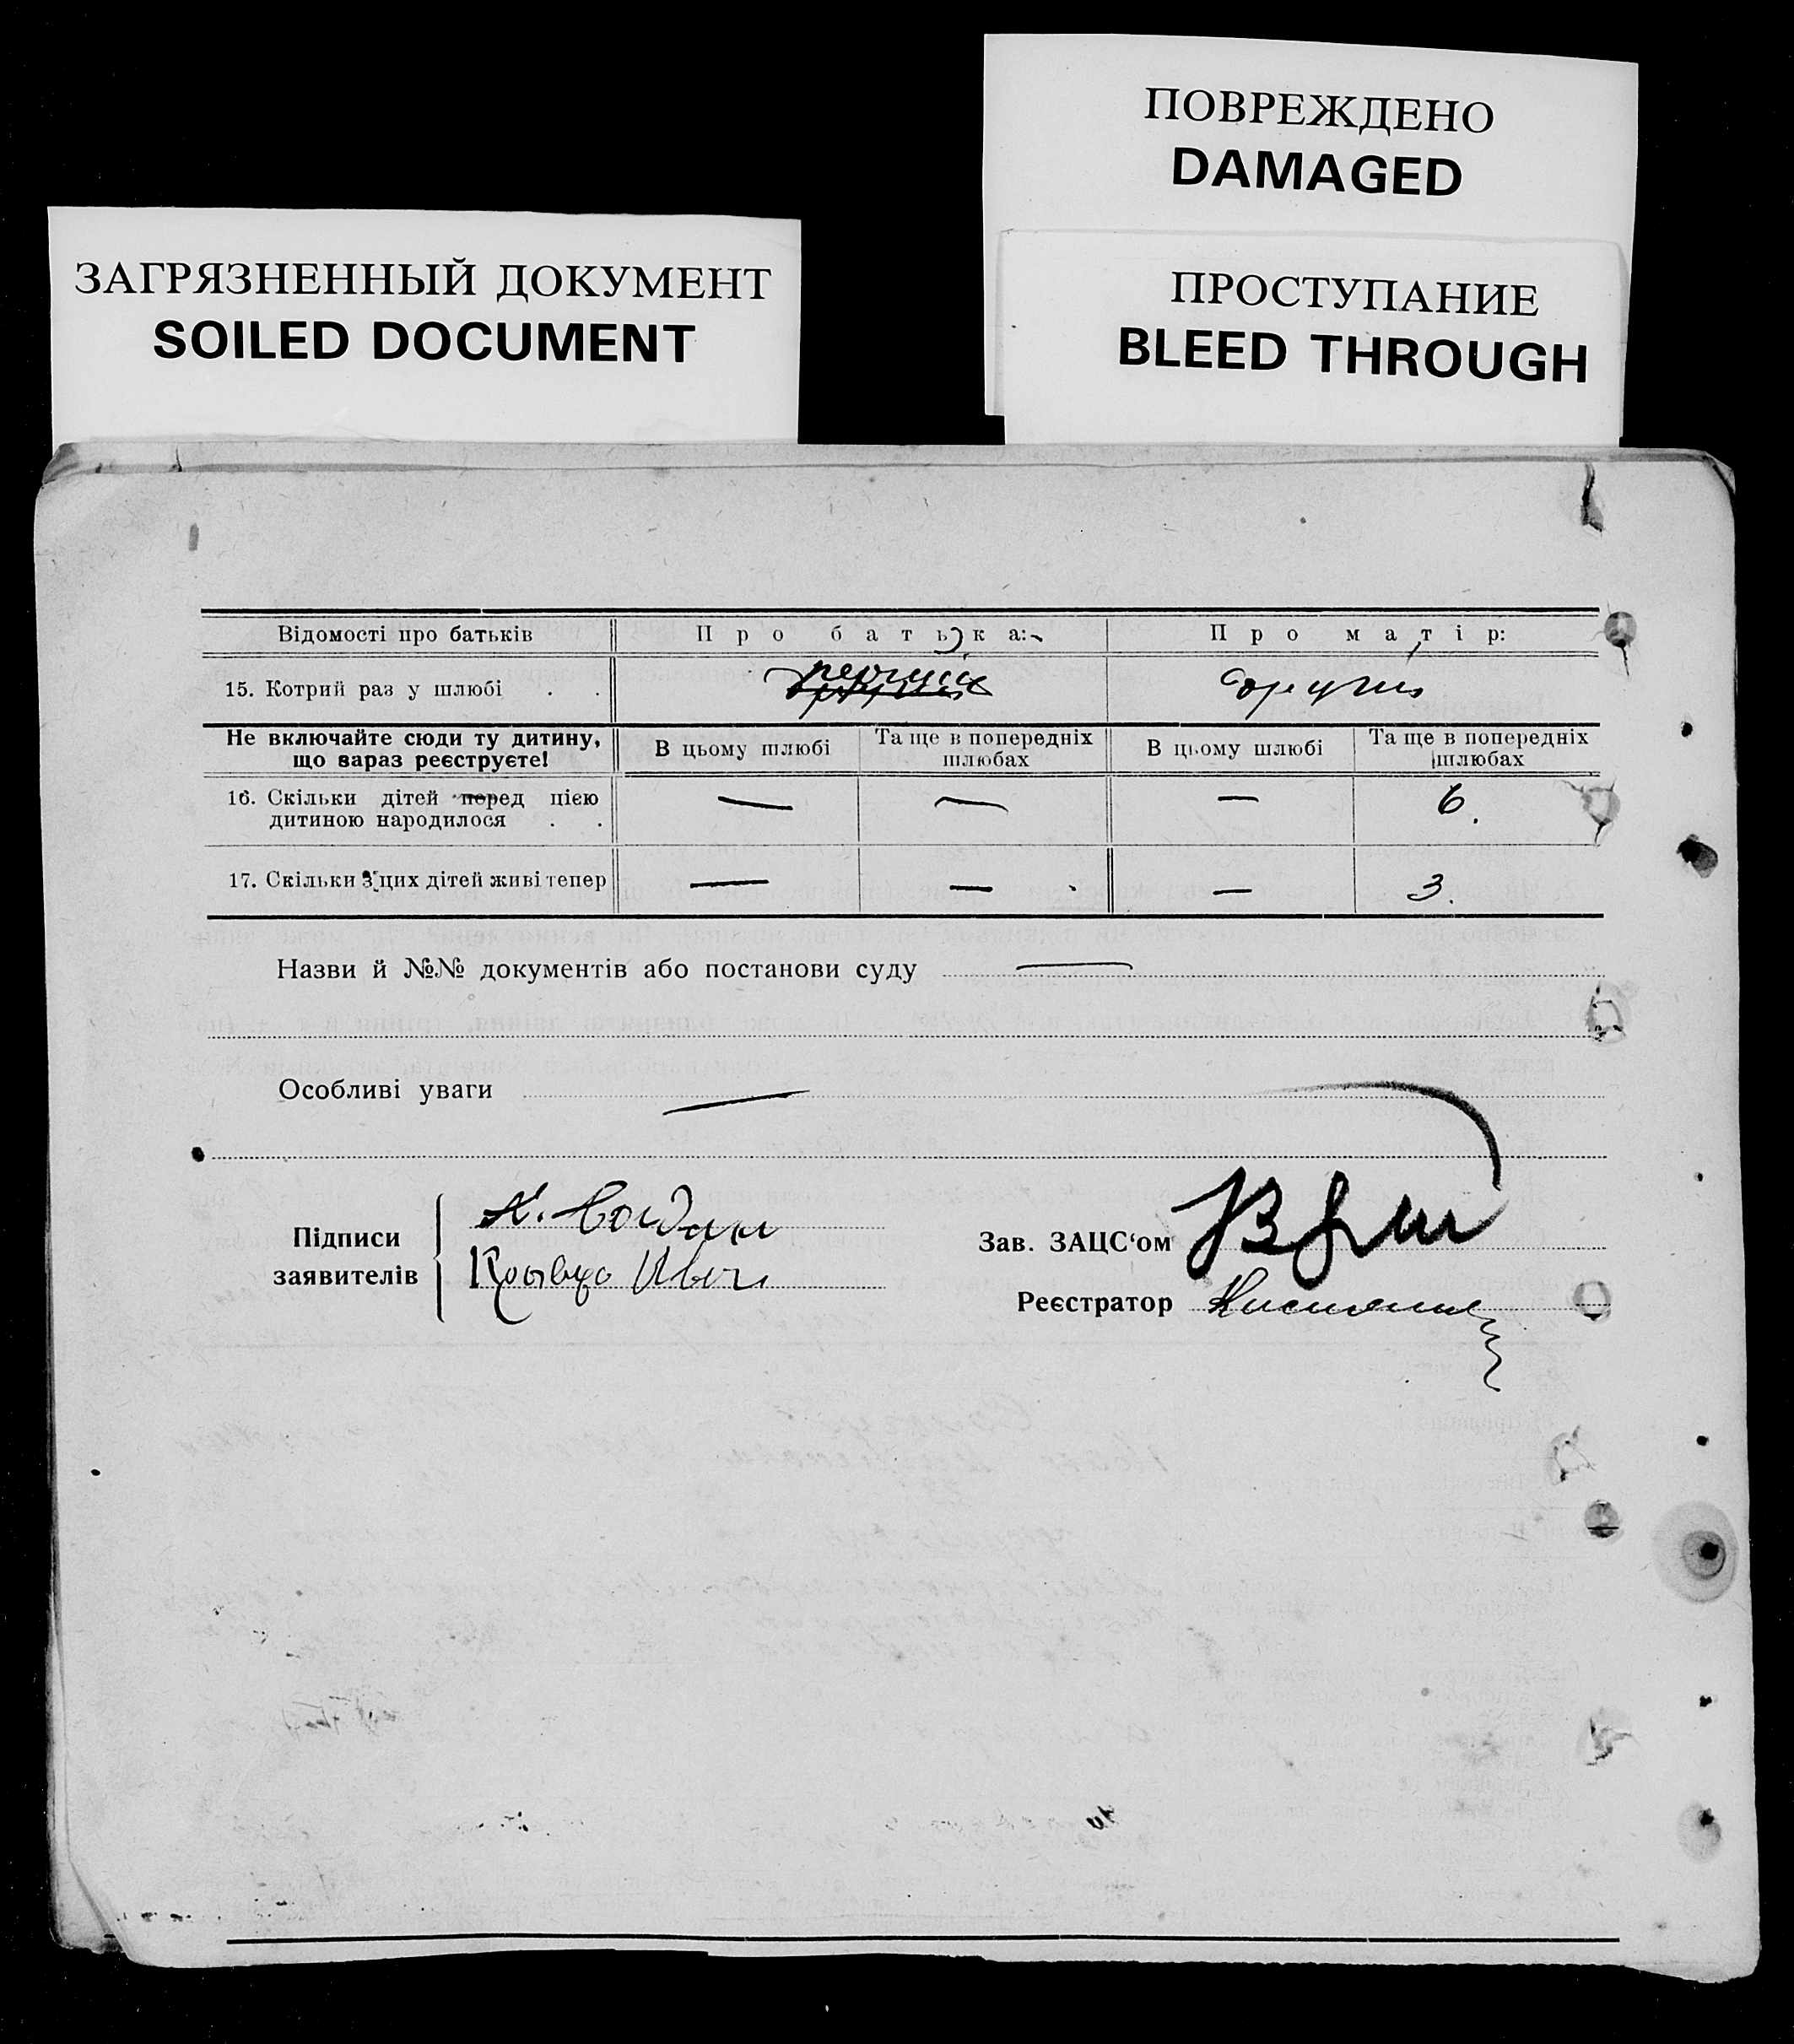 ПОВРЕЖДЕНО
DAMAGED
ЗАГРЯЗНЕННЫЙ ДОКУМЕНТ
SOILED DOCUMENT
ПРОСТУПАНИЕ
BLEED THROUGH
Відомості про батьків Про батька: Про матір:
15. Котрий раз у шлюбі . . перший другий
Не включайте сюди ту дитину, що вараз реєструєте! В цьому шлюбі Та ще в попередніх шлюбах В цьому шлюбі Та ще в попередніх шлюбах
16. Скільки дітей перед цією дитиною народилося . . — — — 6.
17. Скільки з цих дітей живі тепер — — — 3.
Назви й №№ документів або постанови суду —
Особливі уваги —
Підписи заявителів
Зав. ЗАЦС‘ом
Реєстратор